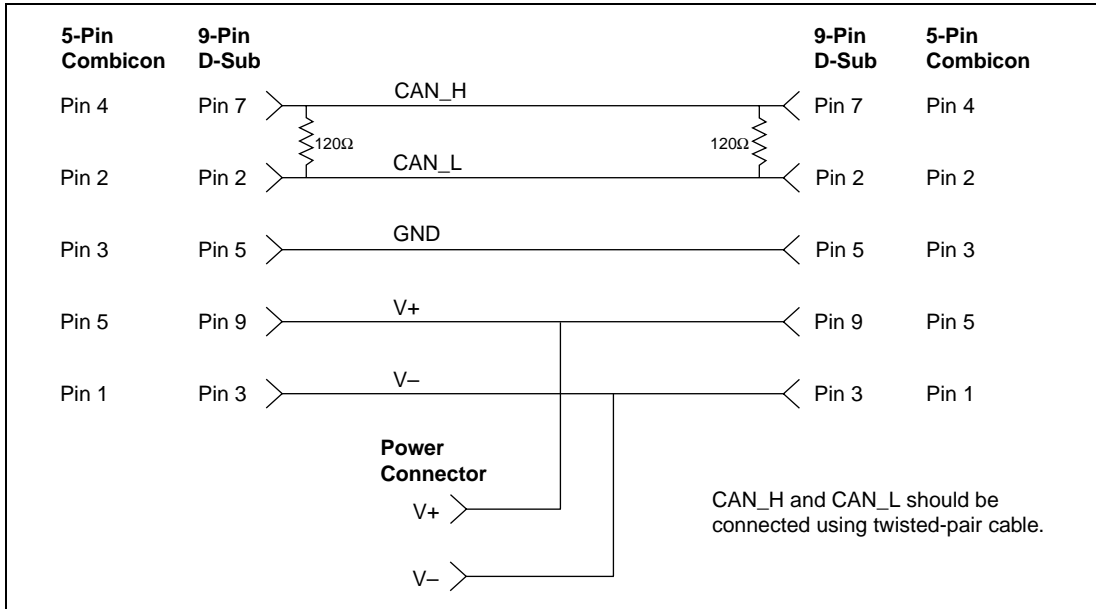 5-Pin Combicon
9-Pin D-Sub
9-Pin D-Sub
5-Pin Combicon
Pin 4 Pin 7 CAN_H Pin 7 Pin 4
120Ω 120Ω
Pin 2 Pin 2 CAN_L Pin 2 Pin 2
Pin 3 Pin 5 GND Pin 5 Pin 3
Pin 5 Pin 9 V+ Pin 9 Pin 5
Pin 1 Pin 3 V– Pin 3 Pin 1
Power
Connector
V+
V–
CAN_H and CAN_L should be
connected using twisted-pair cable.